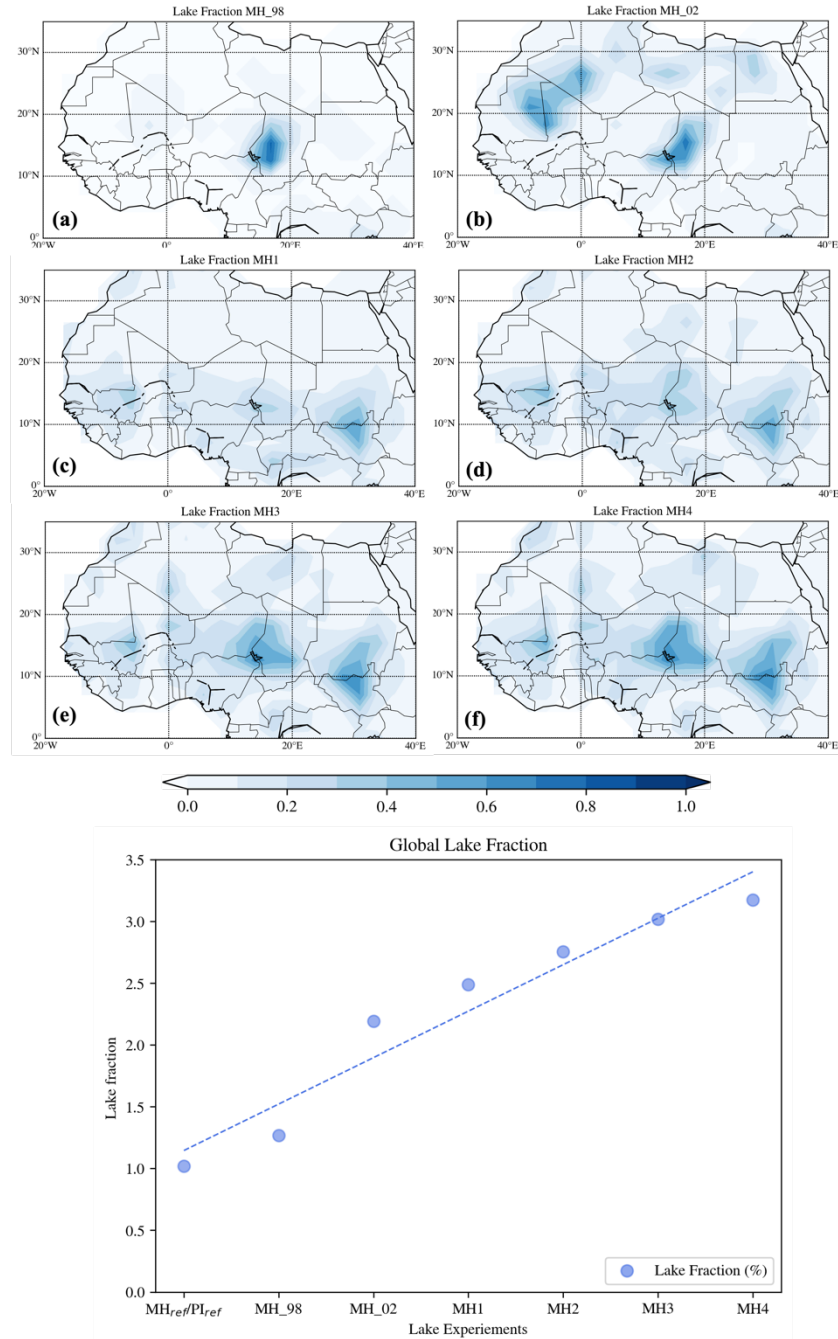 Lake Fraction MH_98
Lake Fraction MH_02
30°N
20°N
10°N
0°
(a)
20°W 0° 20°E 40°E
30°N
20°N
10°N
0°
(b)
20°W 0° 20°E 40°E
Lake Fraction MH1
Lake Fraction MH2
30°N
20°N
10°N
0°
(c)
20°W 0° 20°E 40°E
30°N
20°N
10°N
0°
(d)
20°W 0° 20°E 40°E
Lake Fraction MH3
Lake Fraction MH4
30°N
20°N
10°N
0°
(e)
20°W 0° 20°E 40°E
30°N
20°N
10°N
0°
(f)
20°W 0° 20°E 40°E
0.0 0.2 0.4 0.6 0.8 1.0
Global Lake Fraction
3.5
3.0
2.5
2.0
1.5
1.0
0.5
0.0
Lake fraction
Lake Fraction (%)
MHref/PIref MH_98 MH_02 MH1 MH2 MH3 MH4
Lake Experiements